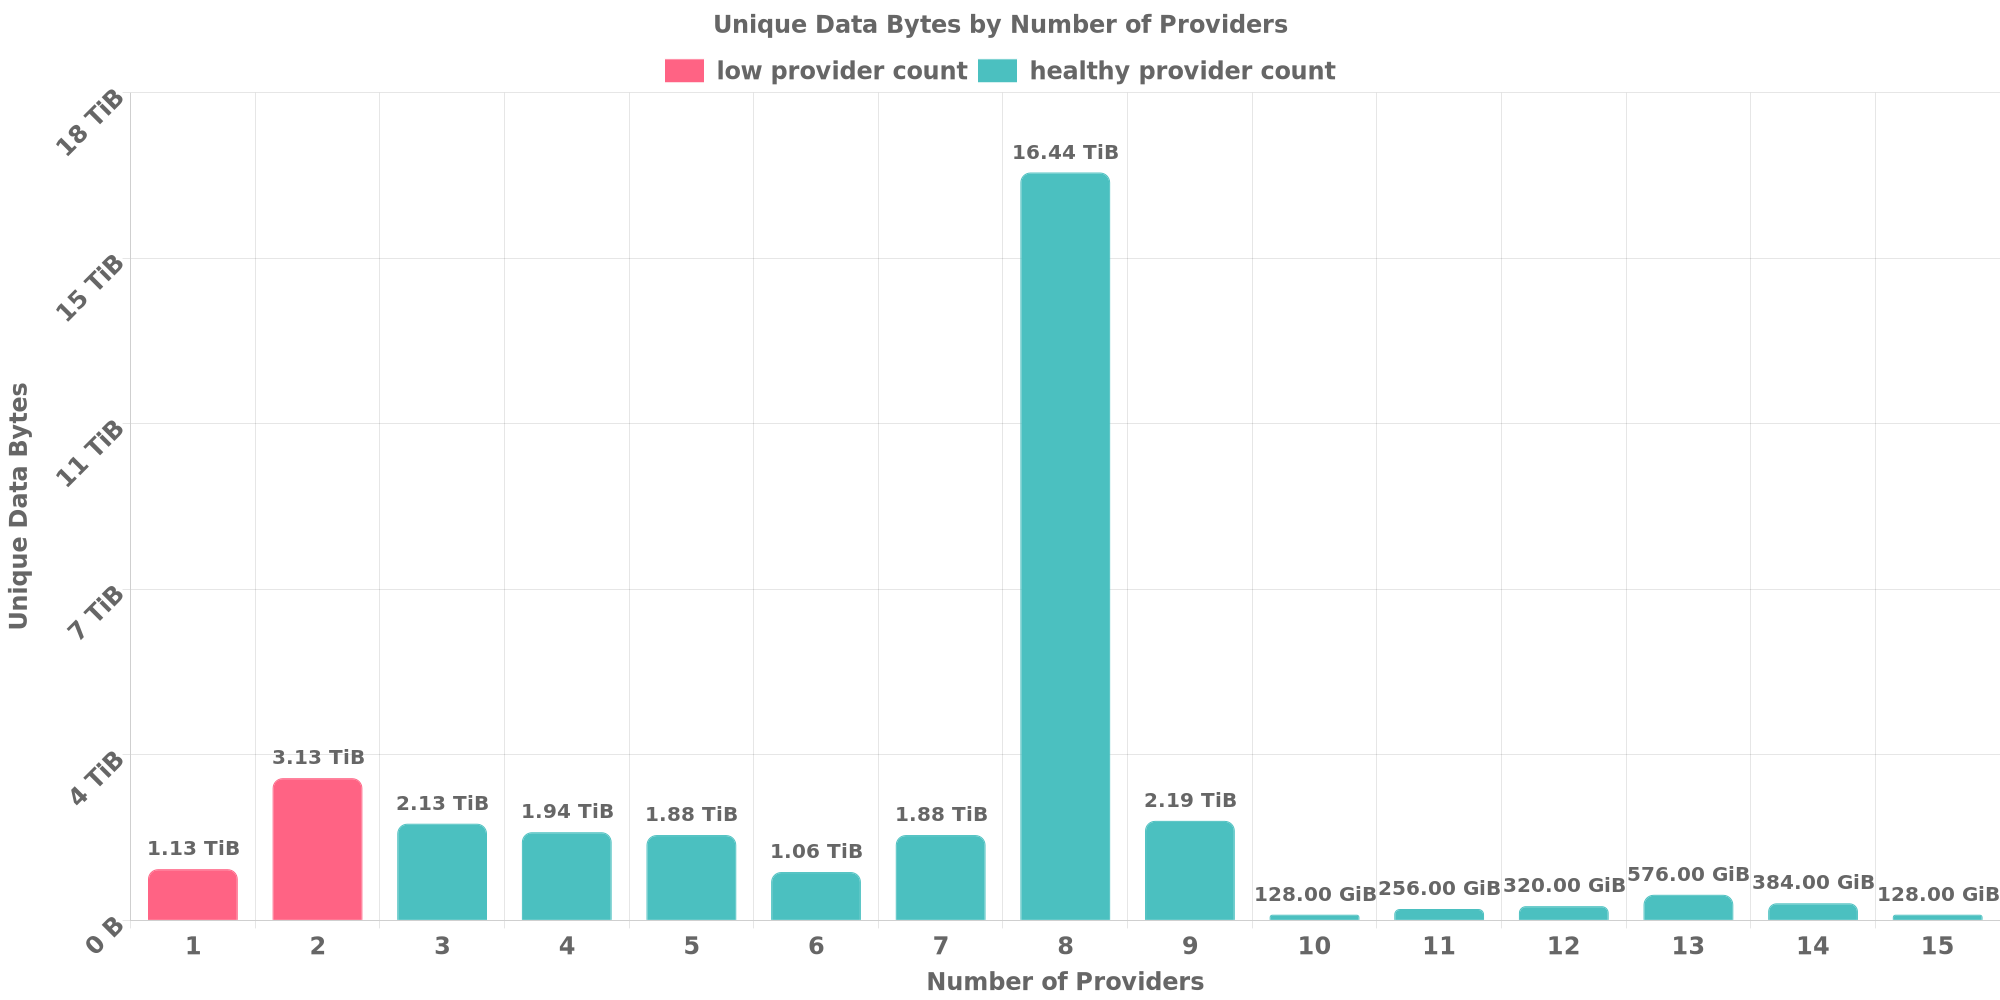 Unique Data Bytes by Number of Providers
low provider count healthy provider count
18 TiB
15 TiB
11 TiB
7 TiB
4 TiB
0 B
Unique Data Bytes
1.13 TiB
3.13 TiB
2.13 TiB
1.94 TiB
1.88 TiB
1.06 TiB
1.88 TiB
16.44 TiB
2.19 TiB
128.00 GiB
256.00 GiB
320.00 GiB
576.00 GiB
384.00 GiB
128.00 GiB
1 2 3 4 5 6 7 8 9 10 11 12 13 14 15
Number of Providers